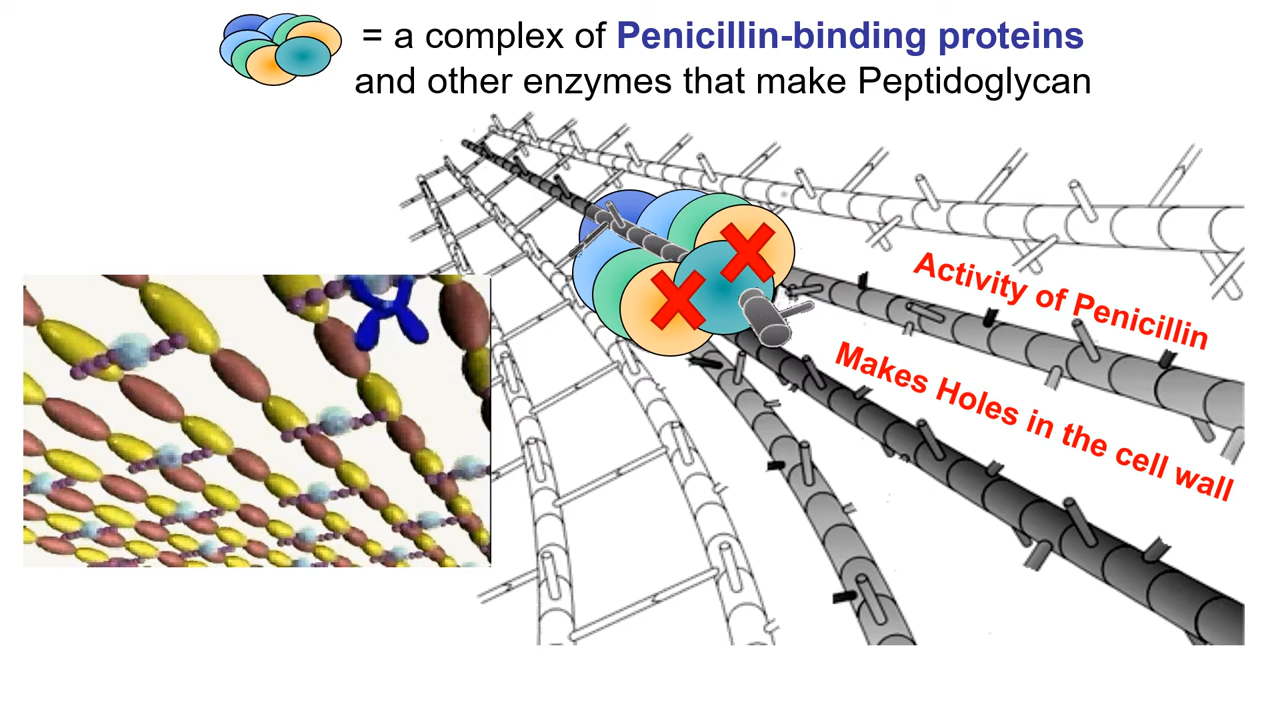 = a complex of Penicillin-binding proteins
and other enzymes that make Peptidoglycan
Activity of Penicillin
Makes Holes in the cell wall